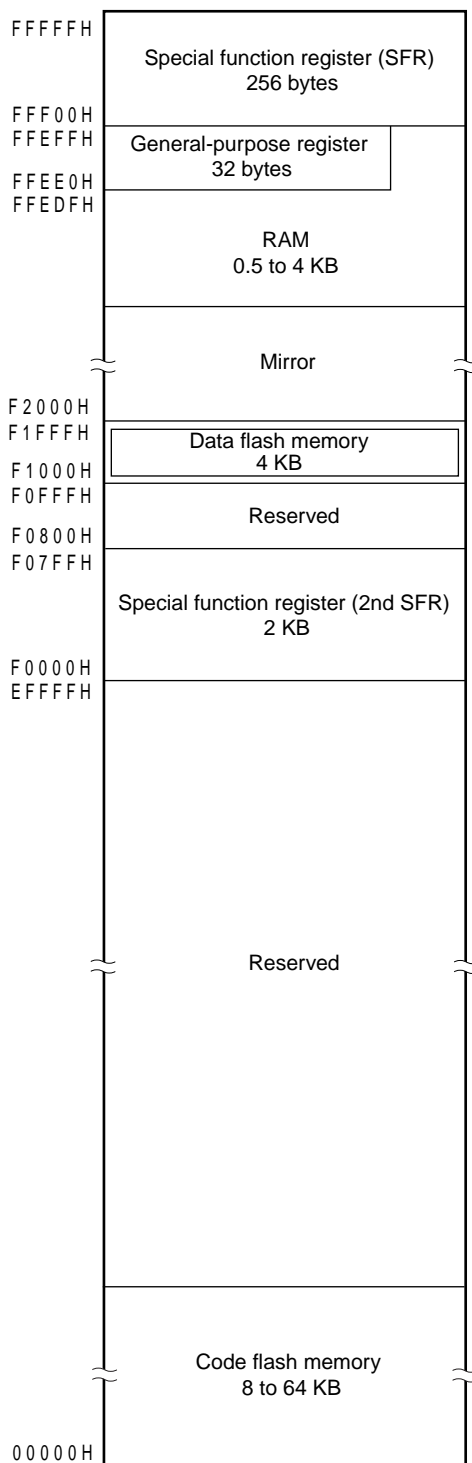 FFFFFH
Special function register (SFR)
256 bytes
FFF00H
FFEFFH
General-purpose register
32 bytes
FFEE0H
FFEDFH
RAM
0.5 to 4 KB
Mirror
F2000H
F1FFFH
Data flash memory
4 KB
F1000H
F0FFFH
Reserved
F0800H
F07FFH
Special function register (2nd SFR)
2 KB
F0000H
EFFFFH
Reserved
Code flash memory
8 to 64 KB
00000H